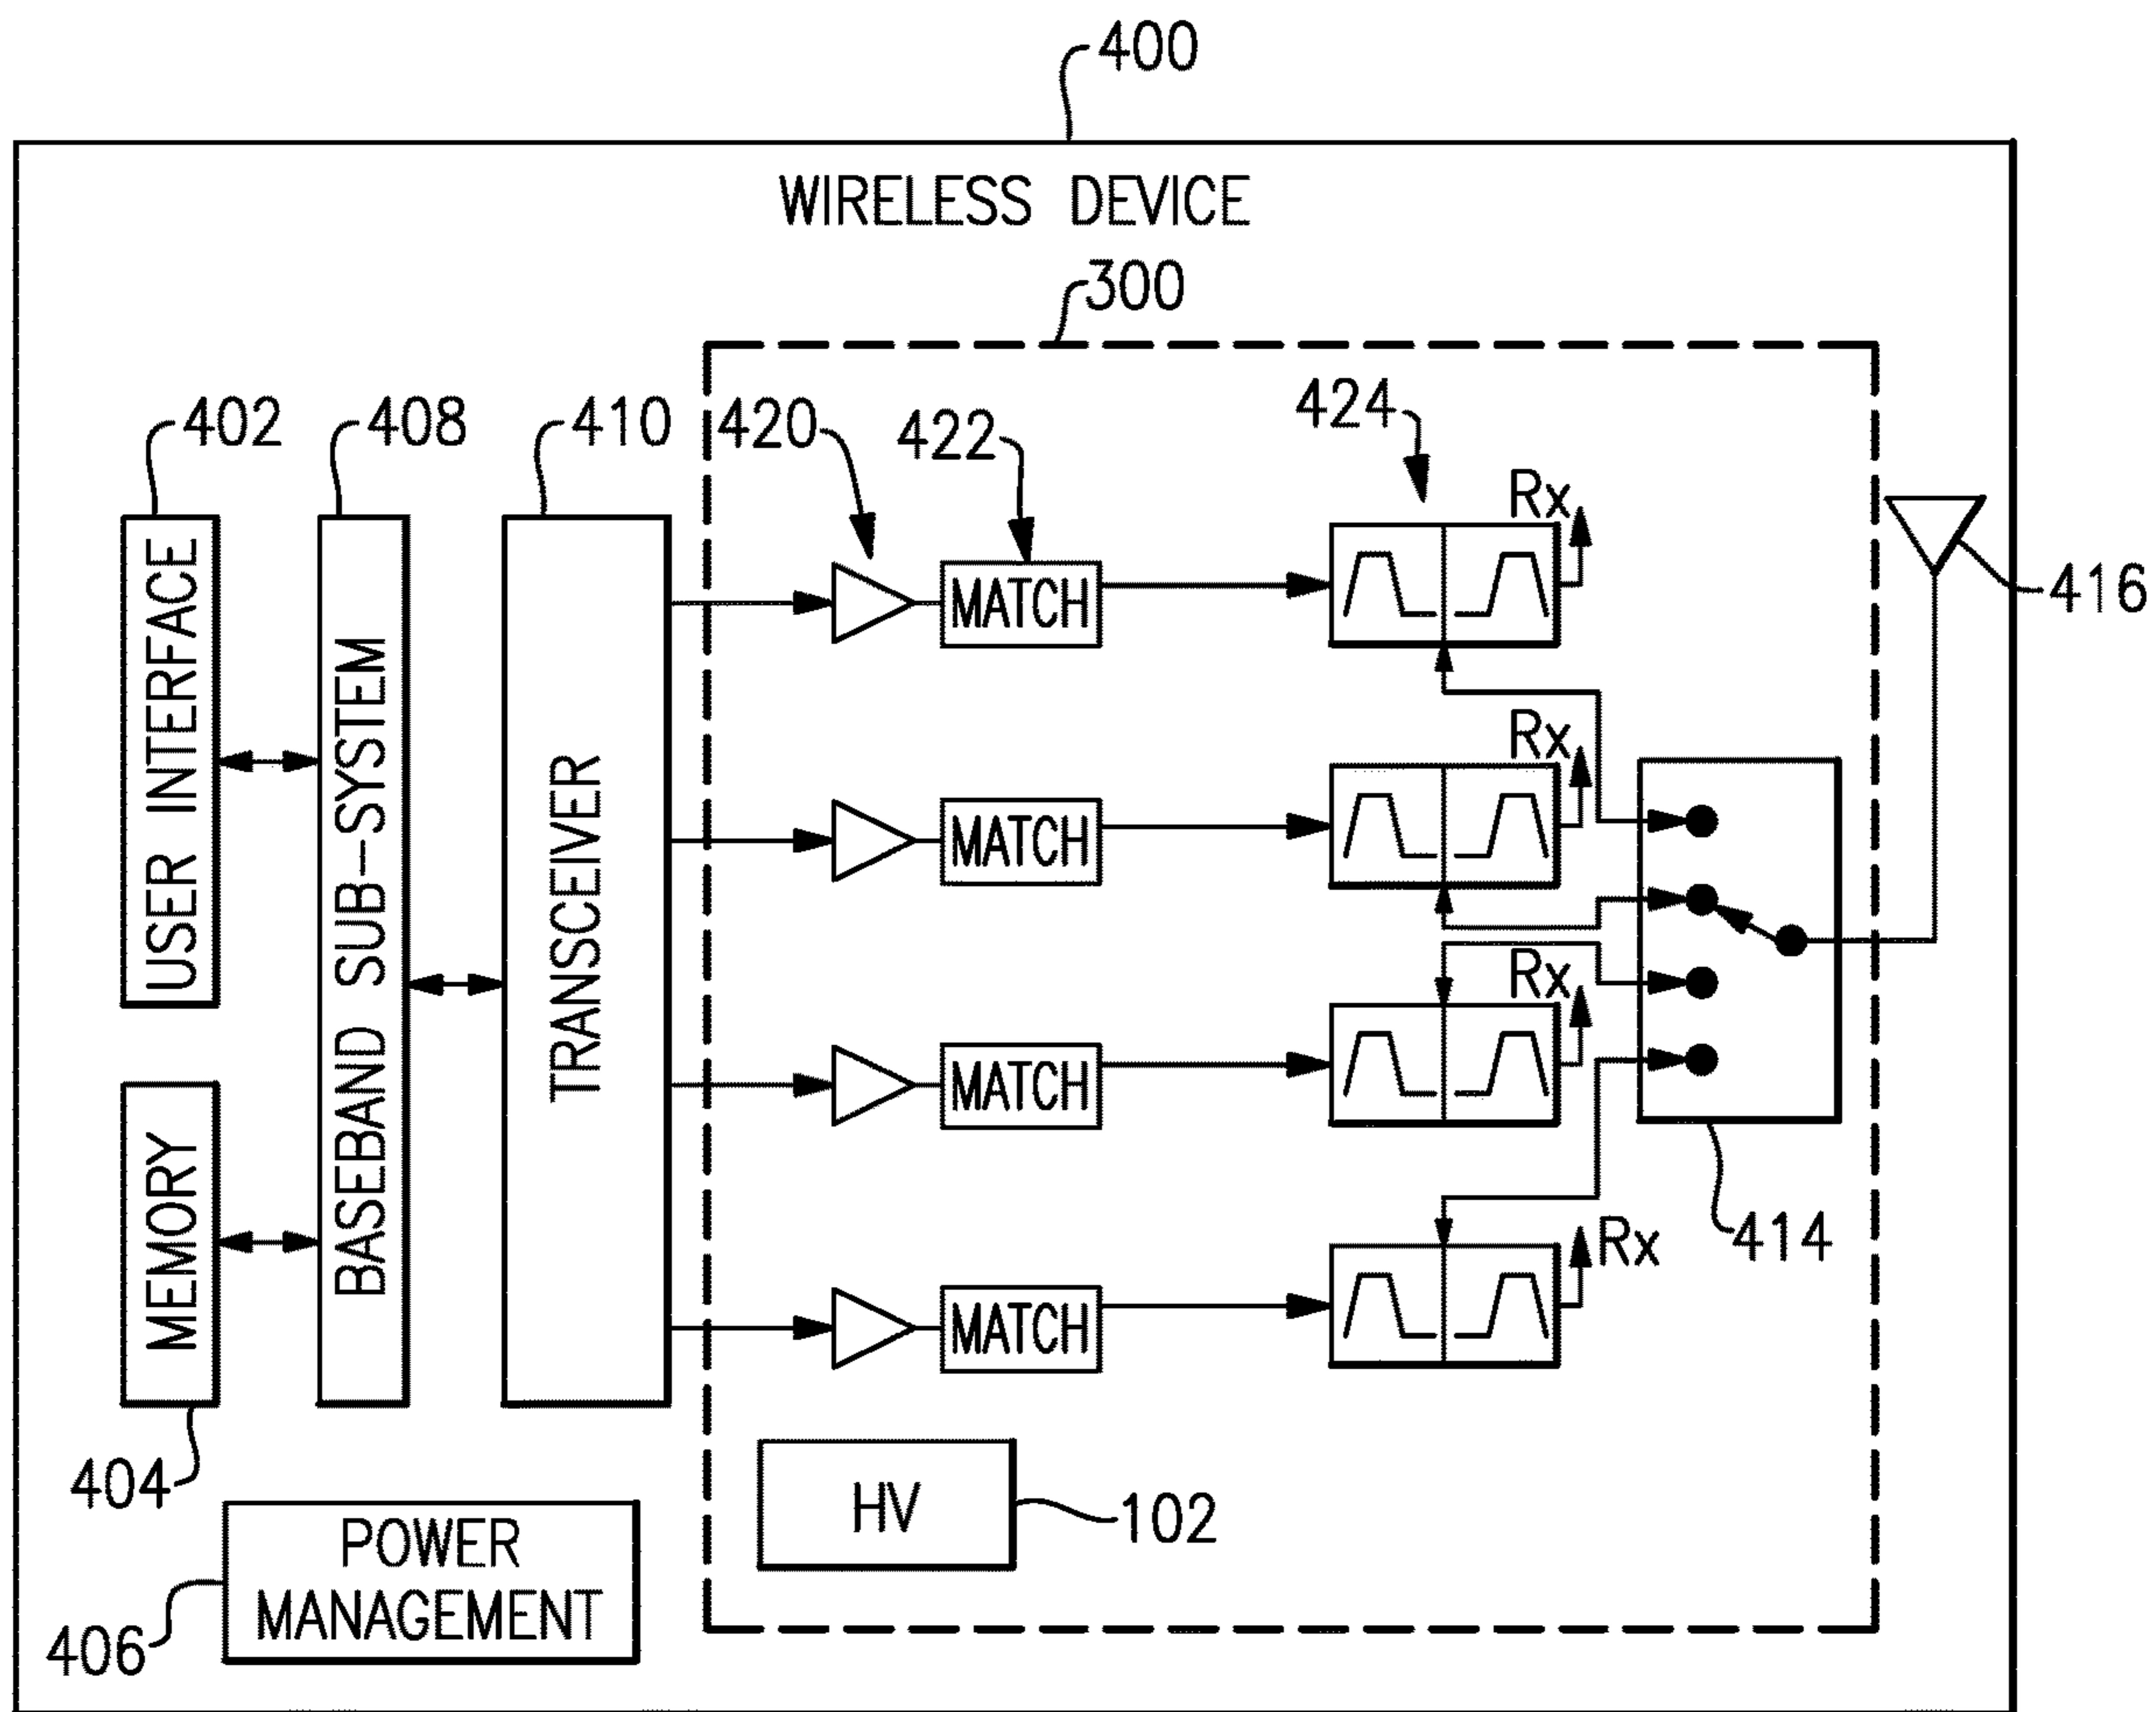 400
WIRELESS DEVICE
300
402
408
410
420
422
424
Rx
416
USER INTERFACE
BASEBAND SUB-SYSTEM
TRANSCEIVER
MATCH
Rx
MATCH
Rx
MATCH
MEMORY
Rx
414
MATCH
404
HV
102
POWER
MANAGEMENT
406